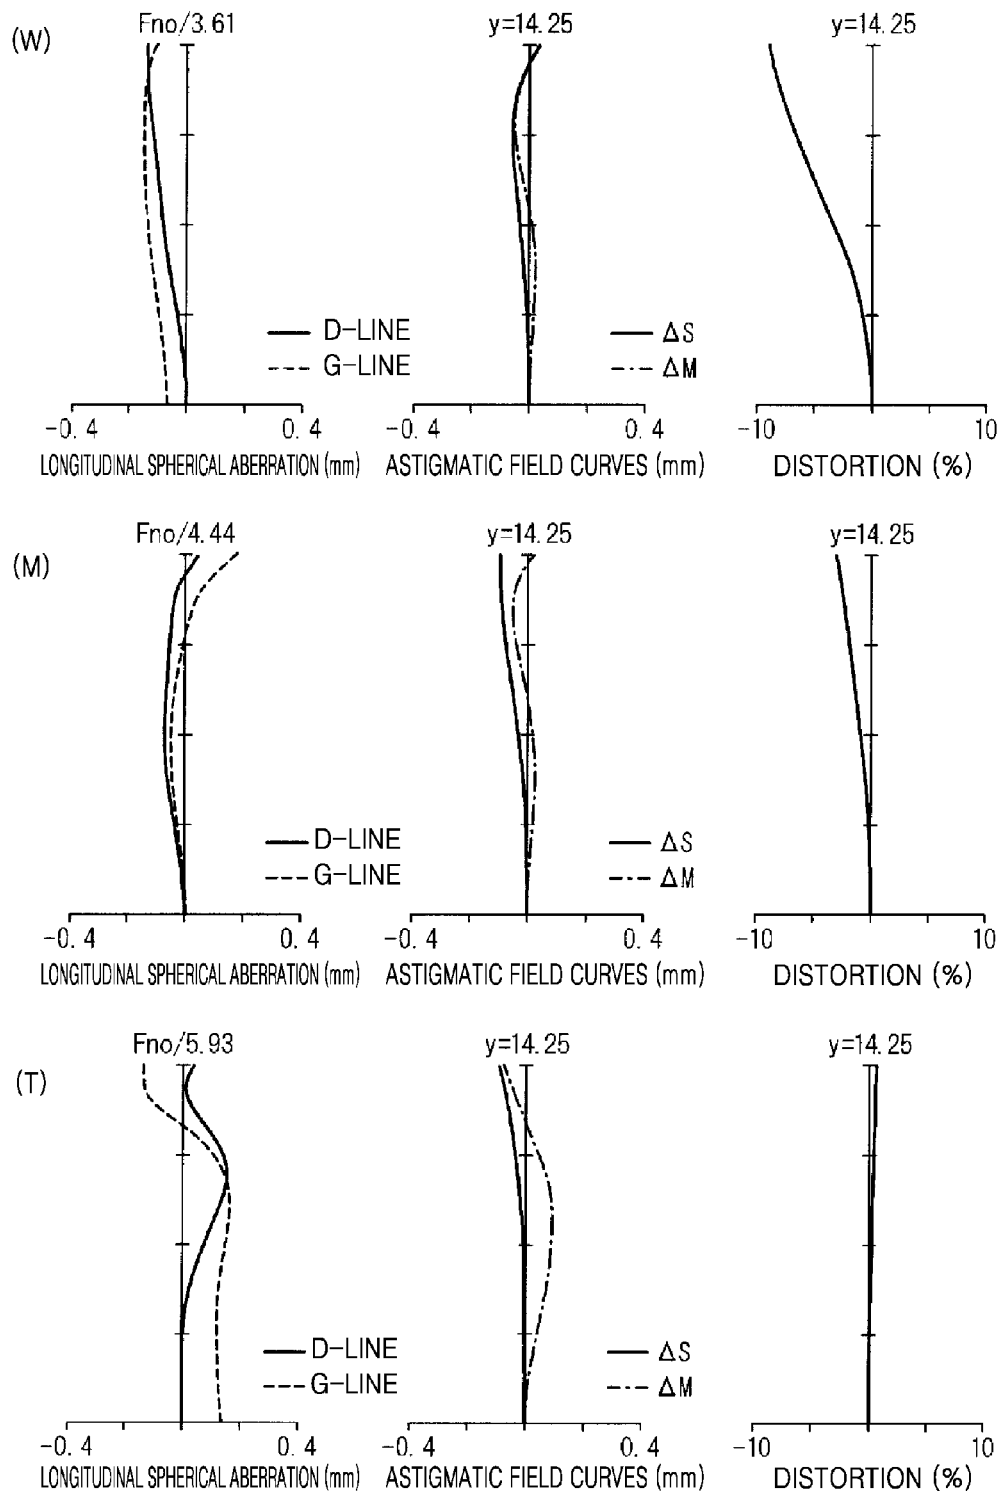 (W)
Fno/3.61
y=14.25
y=14.25
D-LINE
G-LINE
ΔS
ΔM
-0.4
0.4
-0.4
0.4
-10
10
LONGITUDINAL SPHERICAL ABERRATION (mm)
ASTIGMATIC FIELD CURVES (mm)
DISTORTION (%)
(M)
Fno/4.44
y=14.25
y=14.25
D-LINE
G-LINE
ΔS
ΔM
-0.4
0.4
-0.4
0.4
-10
10
LONGITUDINAL SPHERICAL ABERRATION (mm)
ASTIGMATIC FIELD CURVES (mm)
DISTORTION (%)
(T)
Fno/5.93
y=14.25
y=14.25
D-LINE
G-LINE
ΔS
ΔM
-0.4
0.4
-0.4
0.4
-10
10
LONGITUDINAL SPHERICAL ABERRATION (mm)
ASTIGMATIC FIELD CURVES (mm)
DISTORTION (%)